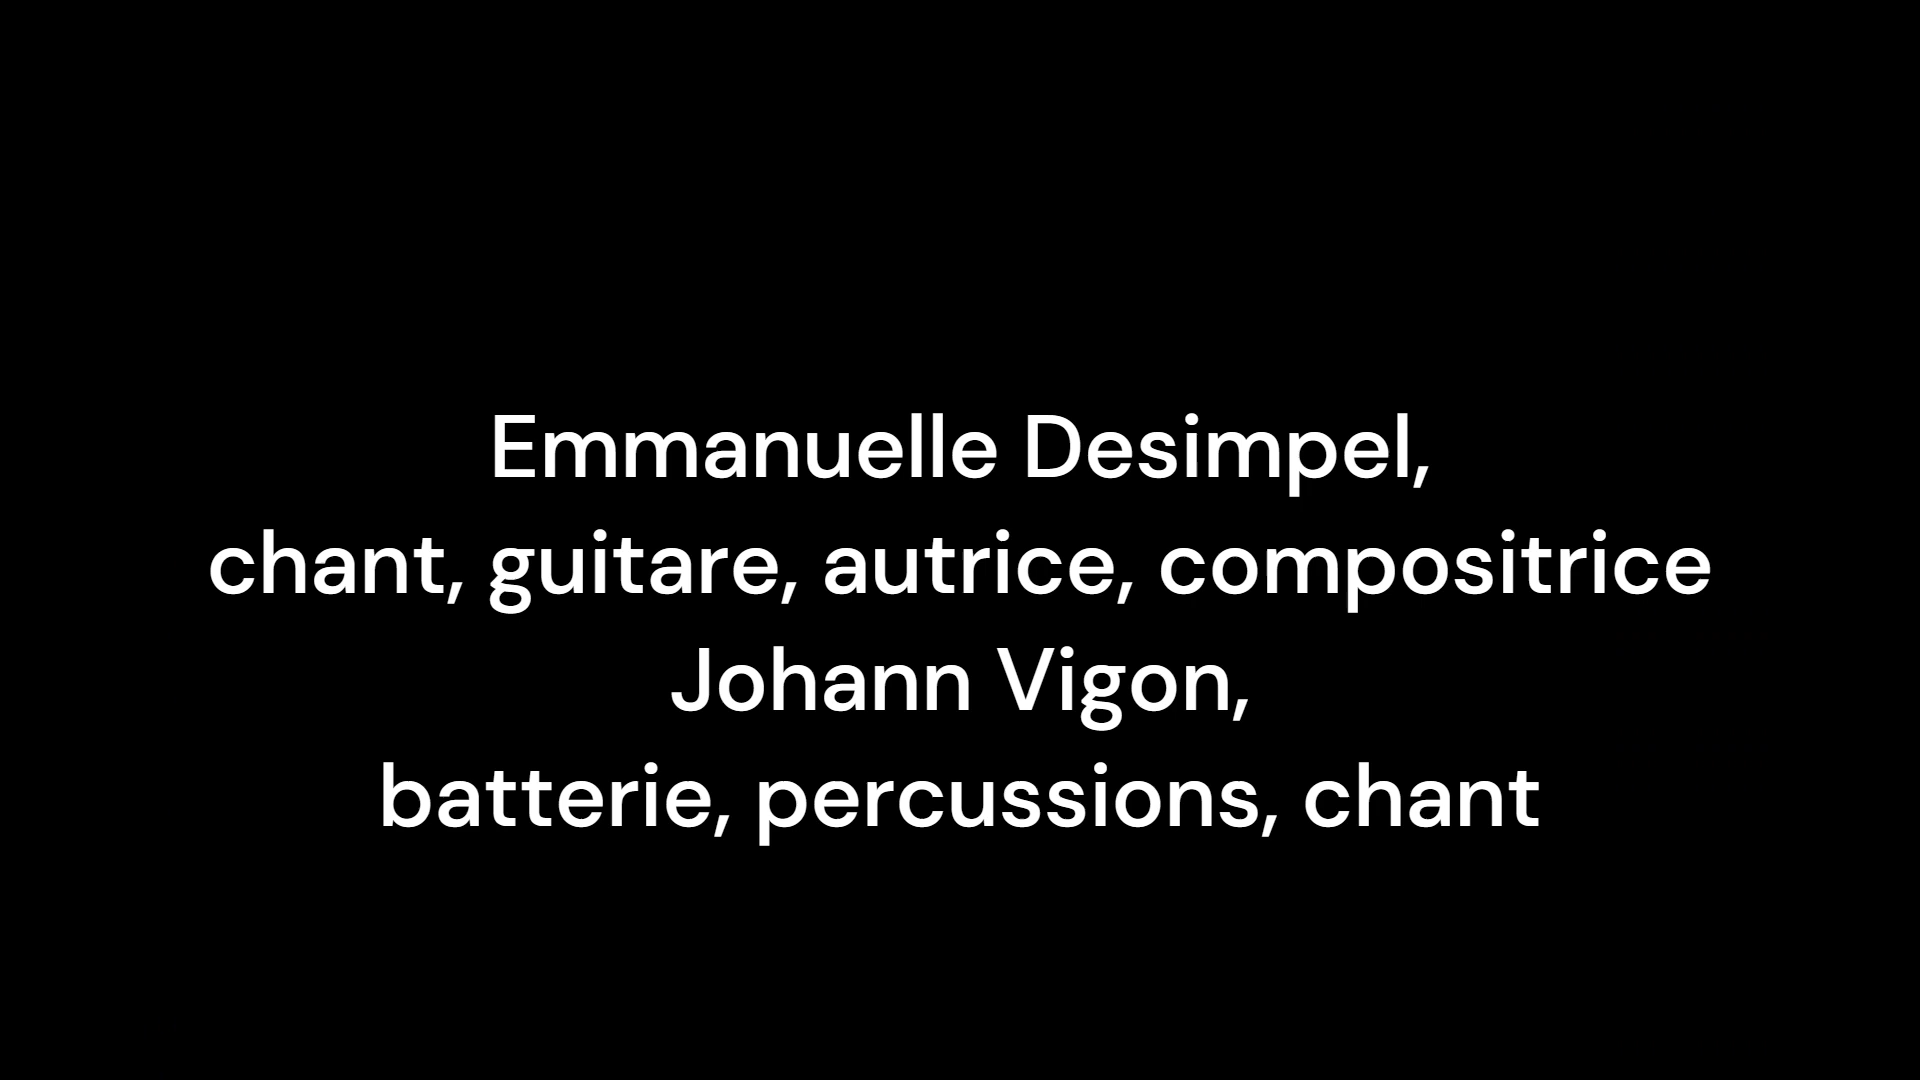 Emmanuelle Desimpel,
chant, guitare, autrice, compositrice
Johann Vigon,
batterie, percussions, chant